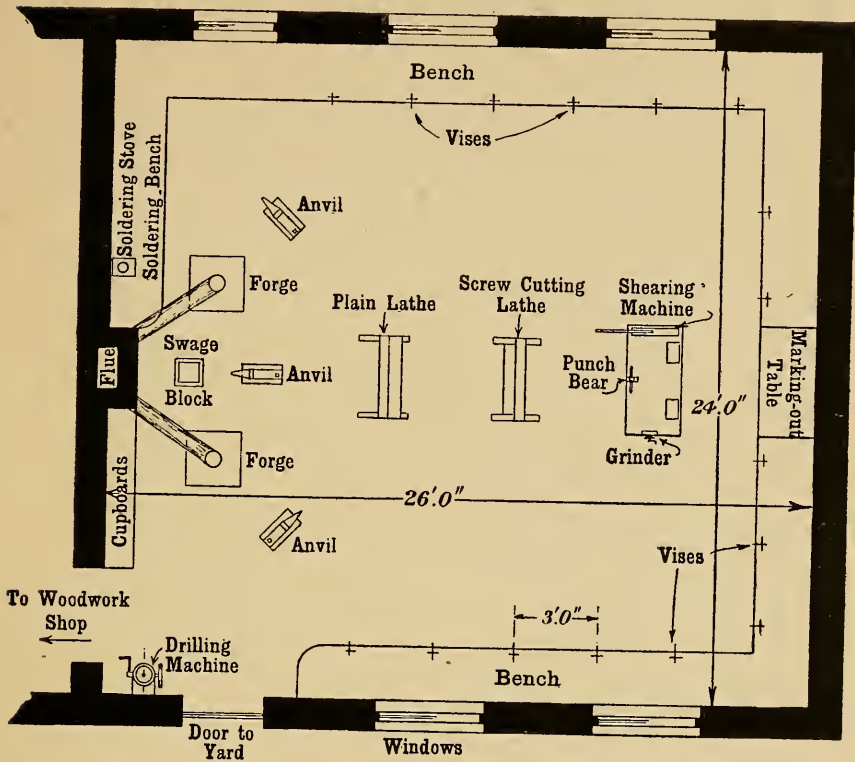 Bench
Vises
Soldering Stove
Soldering Bench
Anvil
Forge
Plain Lathe
Screw Cutting
Lathe
Shearing
Machine
Flue
Swage
Block
Anvil
Punch
Bear
24'.0"
Marking-out
Table
Forge
Grinder
Cupboards
26'.0"
Anvil
Vises
To Woodwork
Shop
3'.0"
Drilling
Machine
Bench
Door to
Yard
Windows